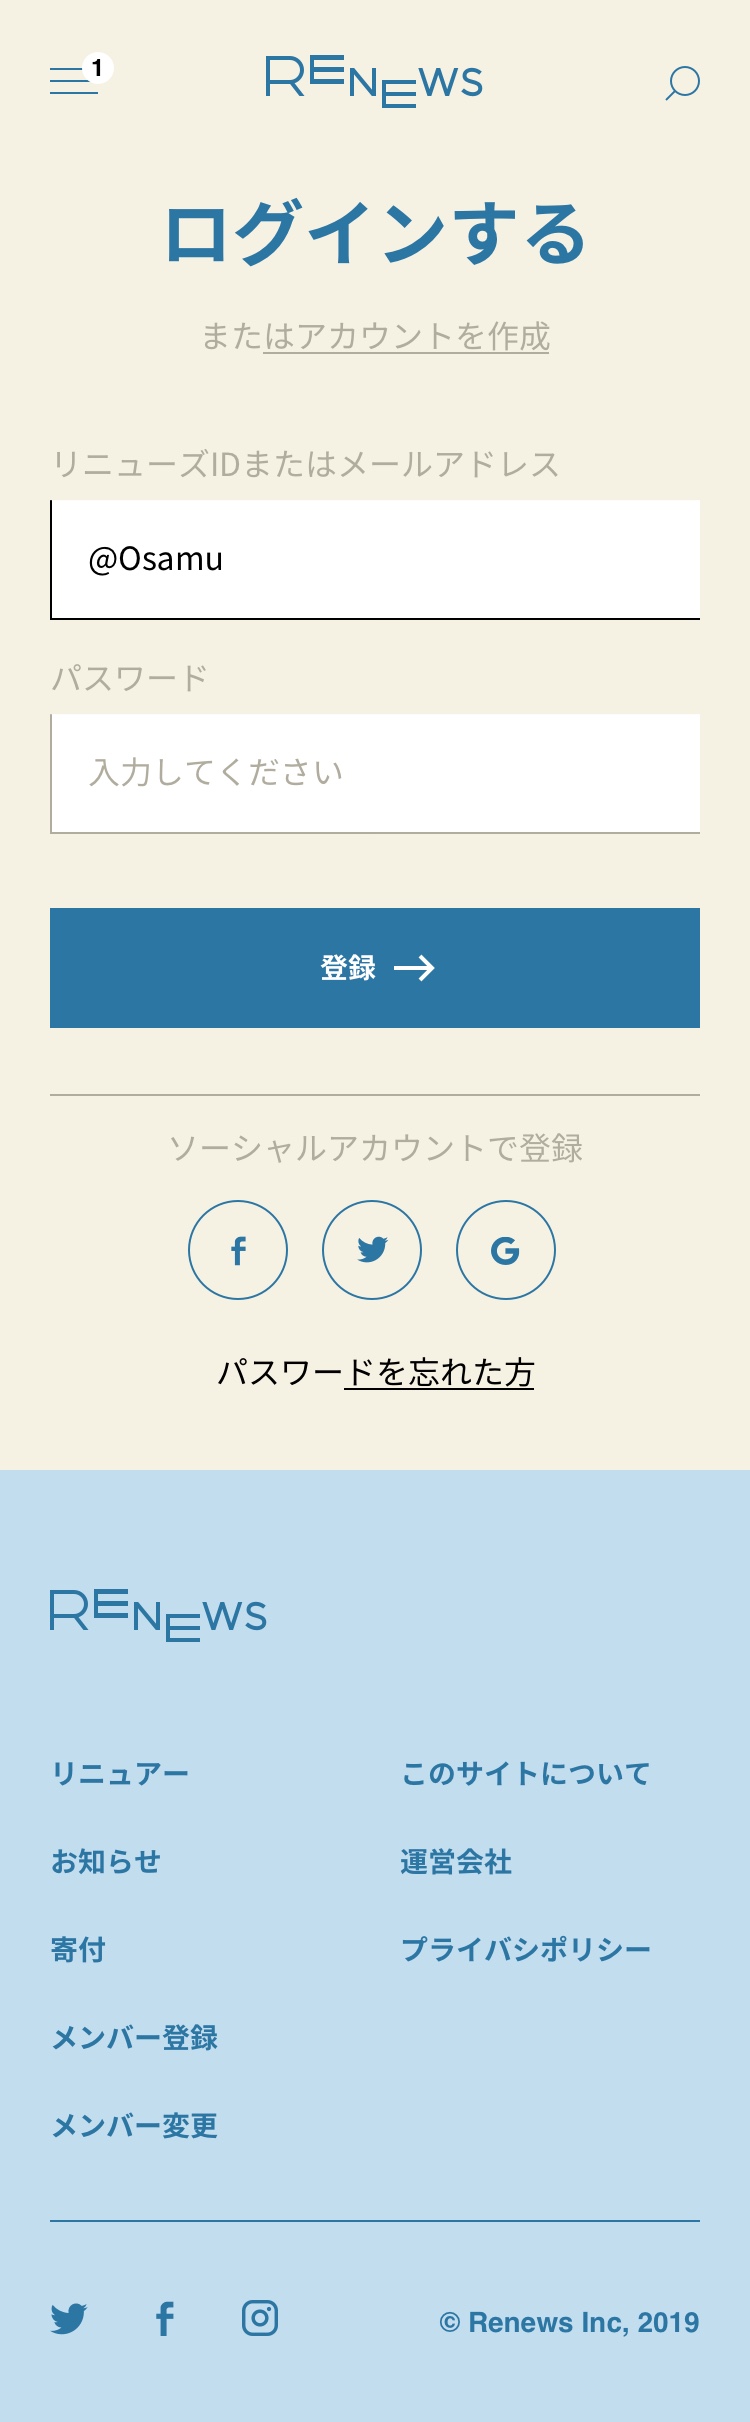 1
RENEWS
ログインする
またはアカウントを作成
リニューズIDまたはメールアドレス
@Osamu
パスワード
入力してください
登録
ソーシャルアカウントで登録
パスワードを忘れた方
RENEWS
リニュアー
このサイトについて
お知らせ
運営会社
寄付
プライバシポリシー
メンバー登録
メンバー変更
© Renews Inc, 2019